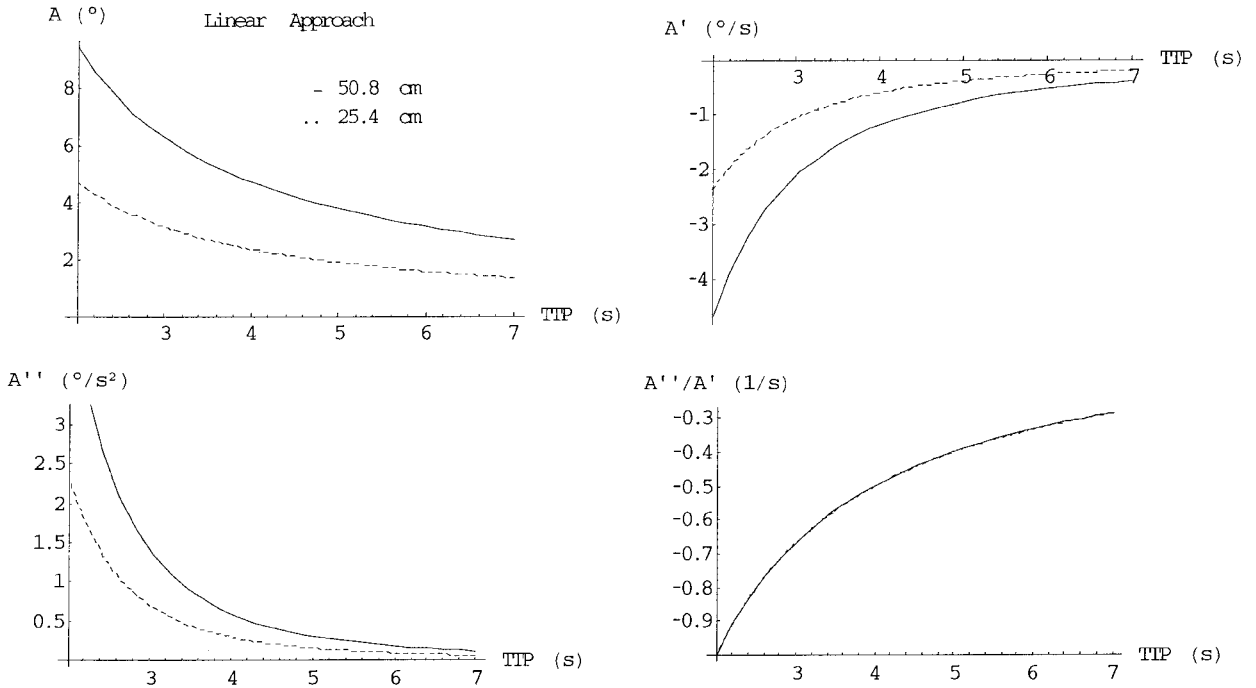 A (°)
Linear Approach
8
6
4
2
– 50.8 cm
.. 25.4 cm
3 4 5 6 7
TTP (s)
A' (°/s)
TTP (s)
3 4 5 6 7
-1
-2
-3
-4
A'' (°/s²)
3
2.5
2
1.5
1
0.5
3 4 5 6 7
TTP (s)
A''/A' (1/s)
-0.3
-0.4
-0.5
-0.6
-0.7
-0.8
-0.9
3 4 5 6 7
TTP (s)